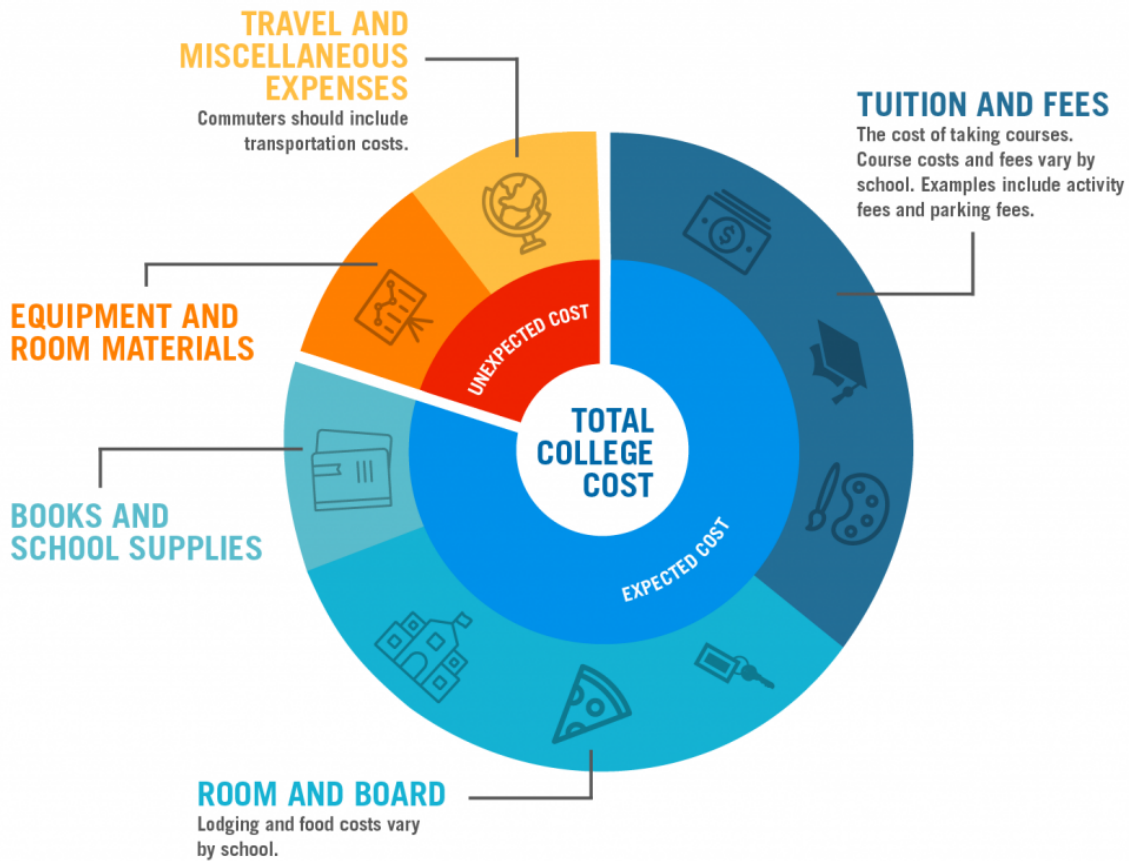 TRAVEL AND
MISCELLANEOUS
EXPENSES
Commuters should include
transportation costs.
TUITION AND FEES
The cost of taking courses.
Course costs and fees vary by
school. Examples include activity
fees and parking fees.
EQUIPMENT AND
ROOM MATERIALS
UNEXPECTED COST
TOTAL
COLLEGE
COST
EXPECTED COST
BOOKS AND
SCHOOL SUPPLIES
ROOM AND BOARD
Lodging and food costs vary
by school.
$